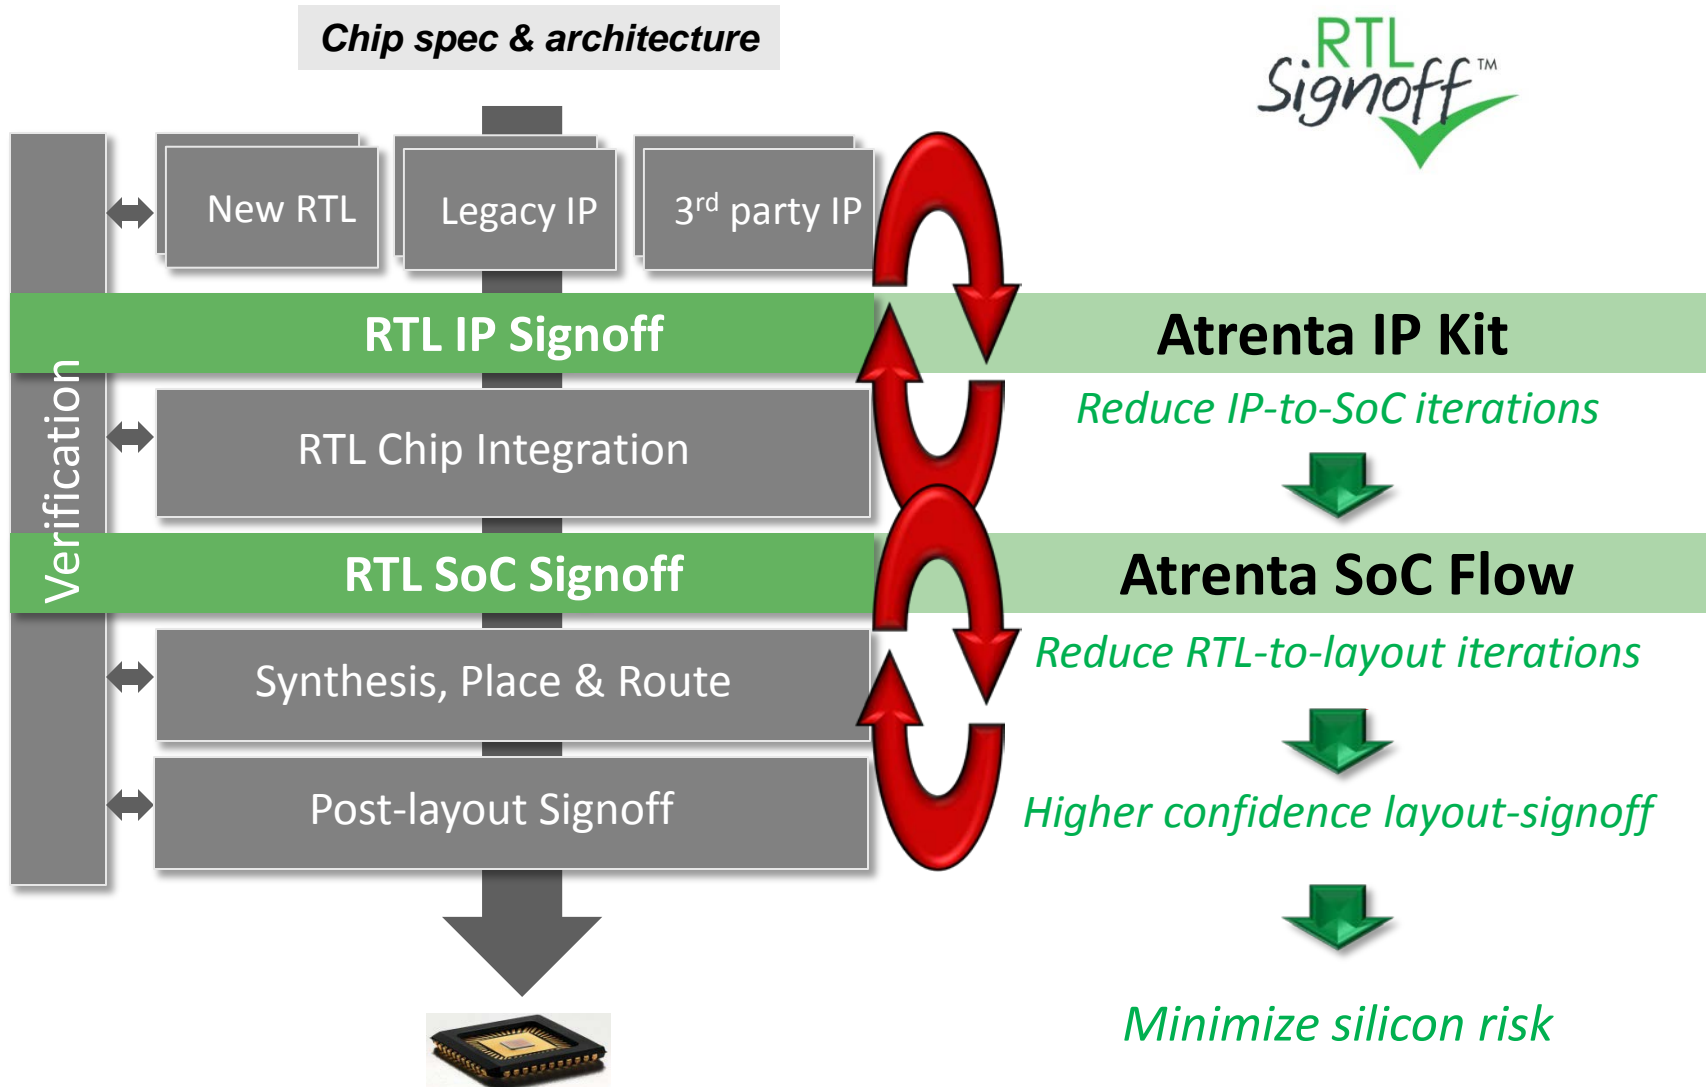 Chip spec & architecture
RTL
Signoff™
New RTL
Legacy IP
3rd party IP
RTL IP Signoff
Atrenta IP Kit
Reduce IP-to-SoC iterations
Verification
RTL Chip Integration
RTL SoC Signoff
Atrenta SoC Flow
Reduce RTL-to-layout iterations
Synthesis, Place & Route
Post-layout Signoff
Higher confidence layout-signoff
Minimize silicon risk